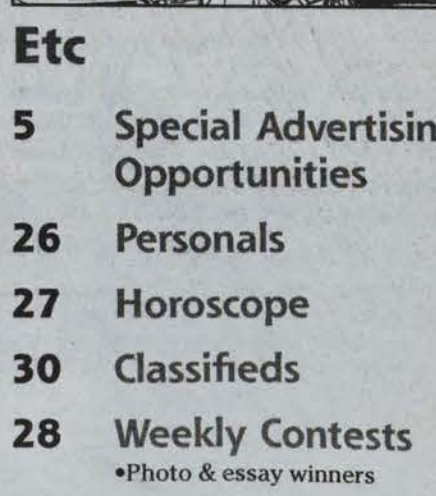 Etc
5 Special Advertisin
Opportunities
26 Personals
27 Horoscope
30 Classifieds
28 Weekly Contests
•Photo & essay winners